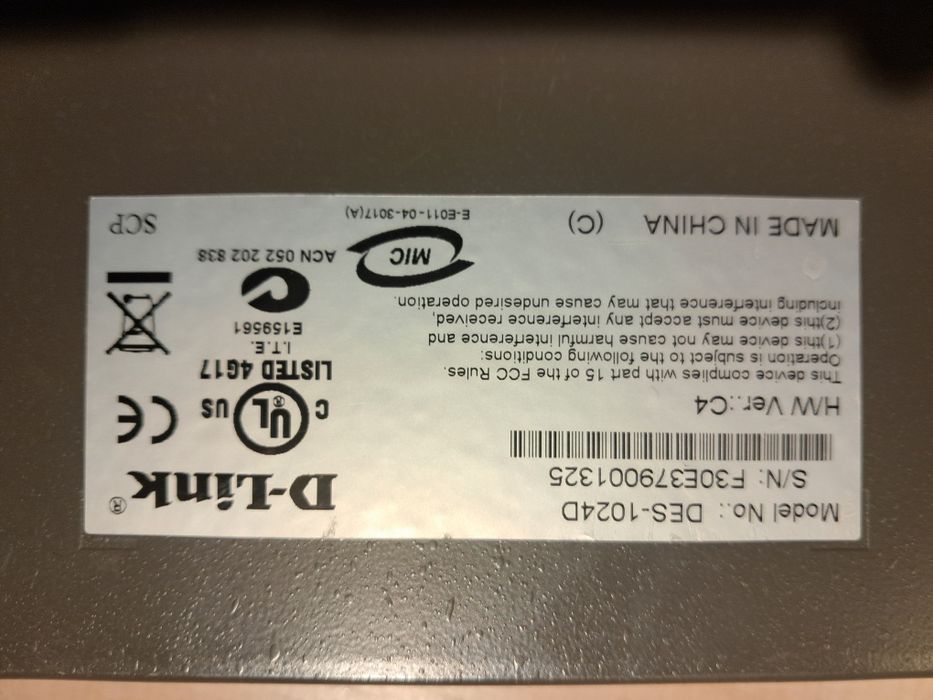 Model No.: DES-1024D
S/N: F30E379001325
H/W Ver.:C4
This device complies with part 15 of the FCC Rules.
Operation is subject to the following conditions:
(1)this device may not cause harmful interference and
(2)this device must accept any interference received,
including interference that may cause undesired operation.
MADE IN CHINA (C)
D-Link®
C UL® US
CE
LISTED 4G17
I.T.E.
E159561
ACN 052 202 838
MIC
E-E011-04-3017(A)
SCP